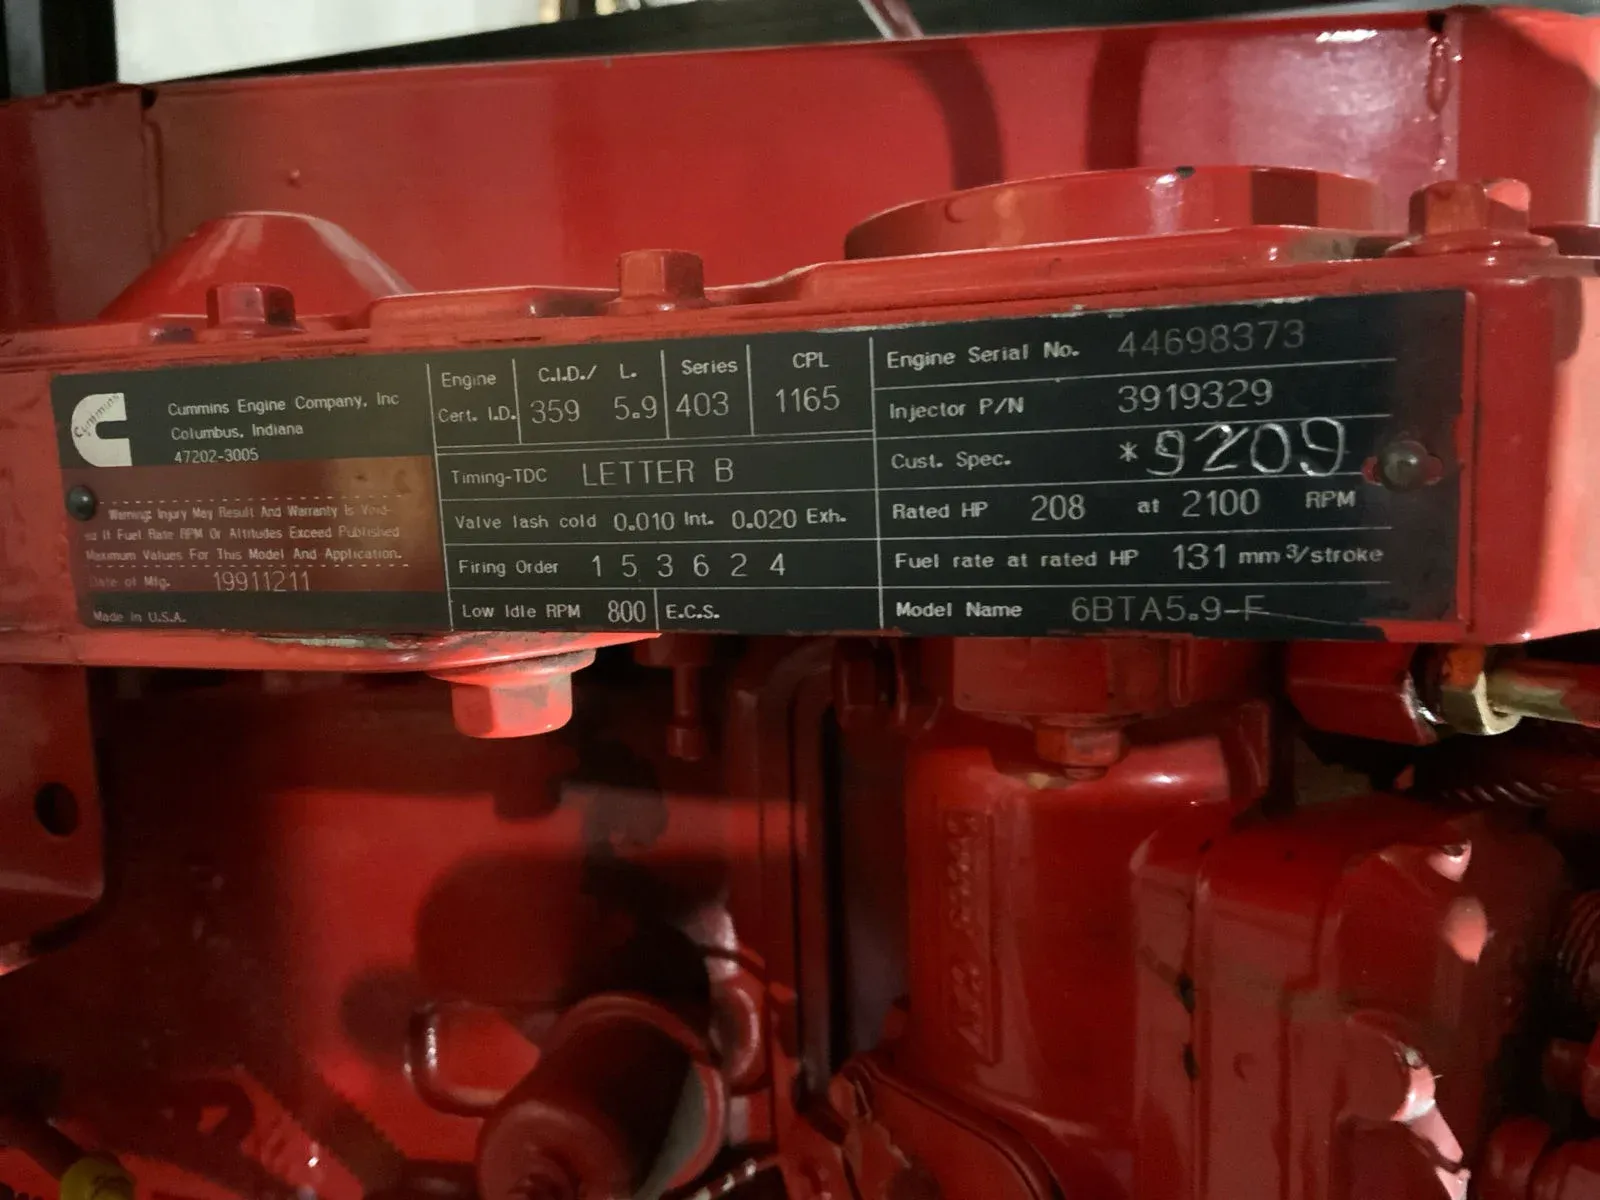 Cummins
Cummins Engine Company, Inc
Columbus, Indiana
47202-3005
Warning: Injury May Result And Warranty Is Void-
ed If Fuel Rate RPM Or Altitudes Exceed Published
Maximum Values For This Model And Application.
Date of Mfg. 19911211
Made in U.S.A.
Engine
Cert. I.D.
C.I.D./ L.
359 5.9
Series
403
CPL
1165
Timing-TDC LETTER B
Valve lash cold 0.010 Int. 0.020 Exh.
Firing Order 1 5 3 6 2 4
Low Idle RPM 800 E.C.S.
Engine Serial No. 44698373
Injector P/N 3919329
Cust. Spec. *9209
Rated HP 208 at 2100 RPM
Fuel rate at rated HP 131 mm3/stroke
Model Name 6BTA5.9-F